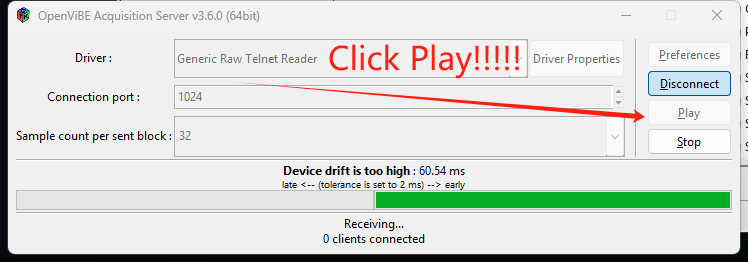 OpenViBE Acquisition Server v3.6.0 (64bit)
Driver :
Generic Raw Telnet Reader
Click Play!!!!!
Driver Properties
Preferences
Connection port :
1024
Disconnect
Sample count per sent block :
32
Play
Stop
Device drift is too high : 60.54 ms
late <-- (tolerance is set to 2 ms) --> early
Receiving...
0 clients connected